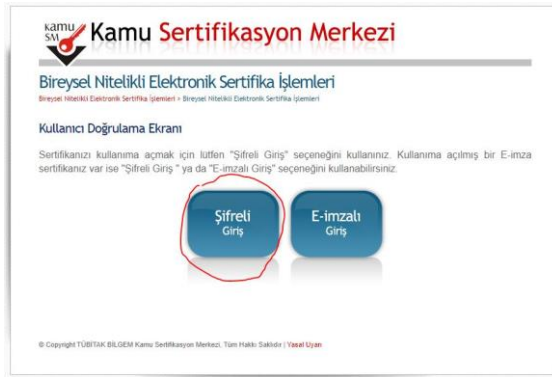 Kamu
SM
Kamu Sertifikasyon Merkezi
Bireysel Nitelikli Elektronik Sertifika İşlemleri
Bireysel Nitelikli Elektronik Sertifika İşlemleri > Bireysel Nitelikli Elektronik Sertifika İşlemleri
Kullanıcı Doğrulama Ekranı
Sertifikanızı kullanıma açmak için lütfen "Şifreli Giriş" seçeneğini kullanınız. Kullanıma açılmış bir E-imza
sertifikanız var ise "Şifreli Giriş " ya da "E-imzalı Giriş" seçeneğini kullanabilirsiniz.
Şifreli
Giriş
E-imzalı
Giriş
© Copyright TÜBİTAK BİLGEM Kamu Sertifikasyon Merkezi, Tüm Hakkı Saklıdır | Yasal Uyarı